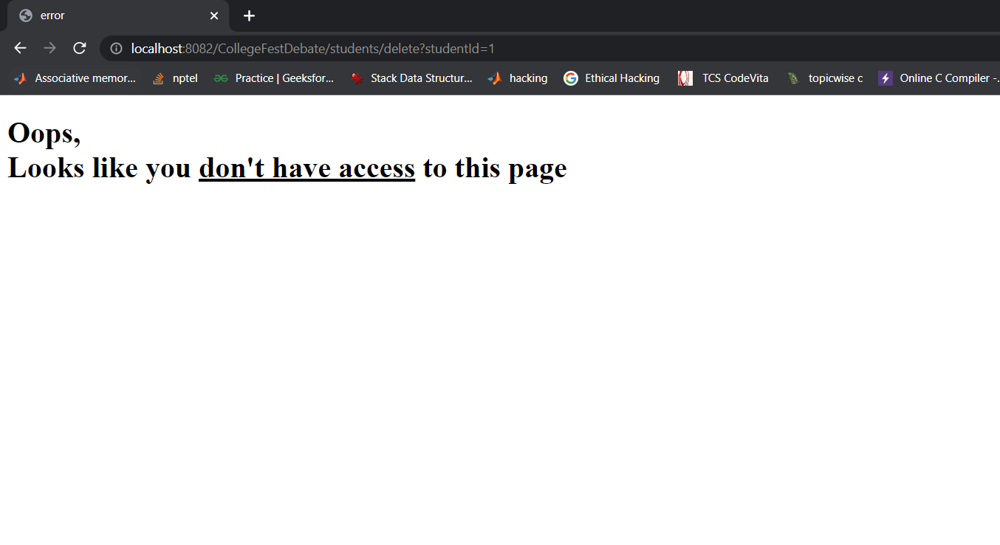 error
localhost:8082/CollegeFestDebate/students/delete?studentId=1
Associative memor... nptel Practice | Geeksfor... Stack Data Structur... hacking Ethical Hacking TCS CodeVita topicwise c Online C Compiler -...
Oops,
Looks like you don't have access to this page